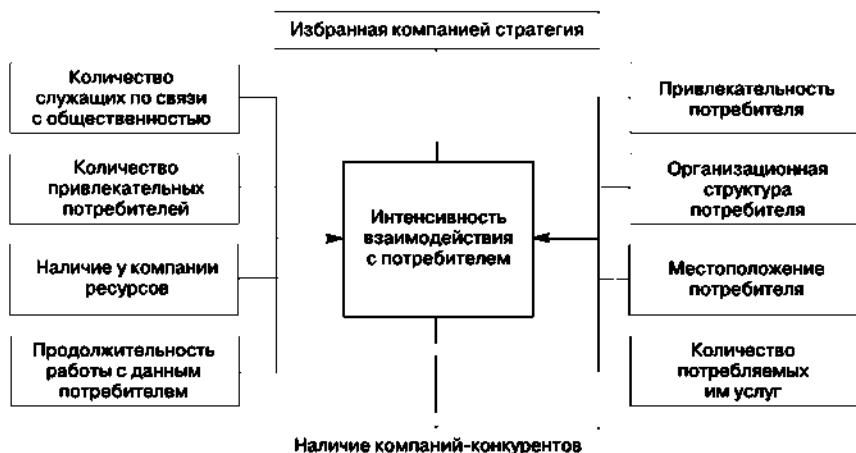 Избранная компанией стратегия
Количество
служащих по связи
с общественностью
Количество
привлекательных
потребителей
Наличие у компании
ресурсов
Продолжительность
работы с данным
потребителем
Интенсивность
взаимодействия
с потребителем
Привлекательность
потребителя
Организационная
структура
потребителя
Местоположение
потребителя
Количество
потребляемых
им услуг
Наличие компаний-конкурентов